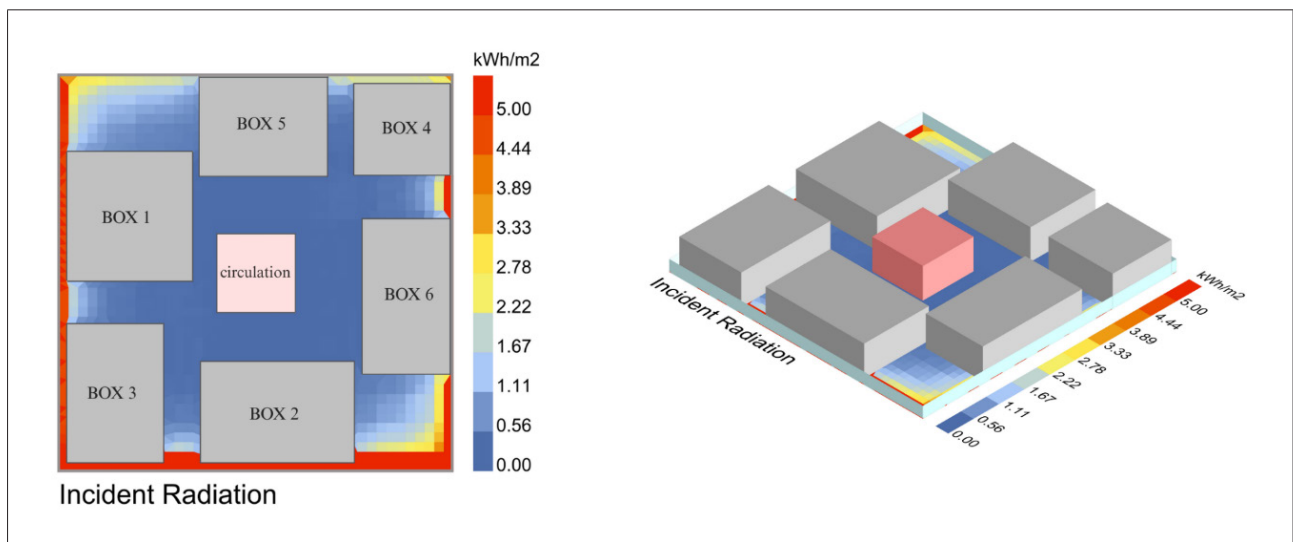 kWh/m2
5.00
4.44
3.89
3.33
2.78
2.22
1.67
1.11
0.56
0.00
BOX 5
BOX 4
BOX 1
circulation
BOX 6
BOX 3
BOX 2
Incident Radiation
Incident Radiation
kWh/m2
5.00
4.44
3.89
3.33
2.78
2.22
1.67
1.11
0.56
0.00